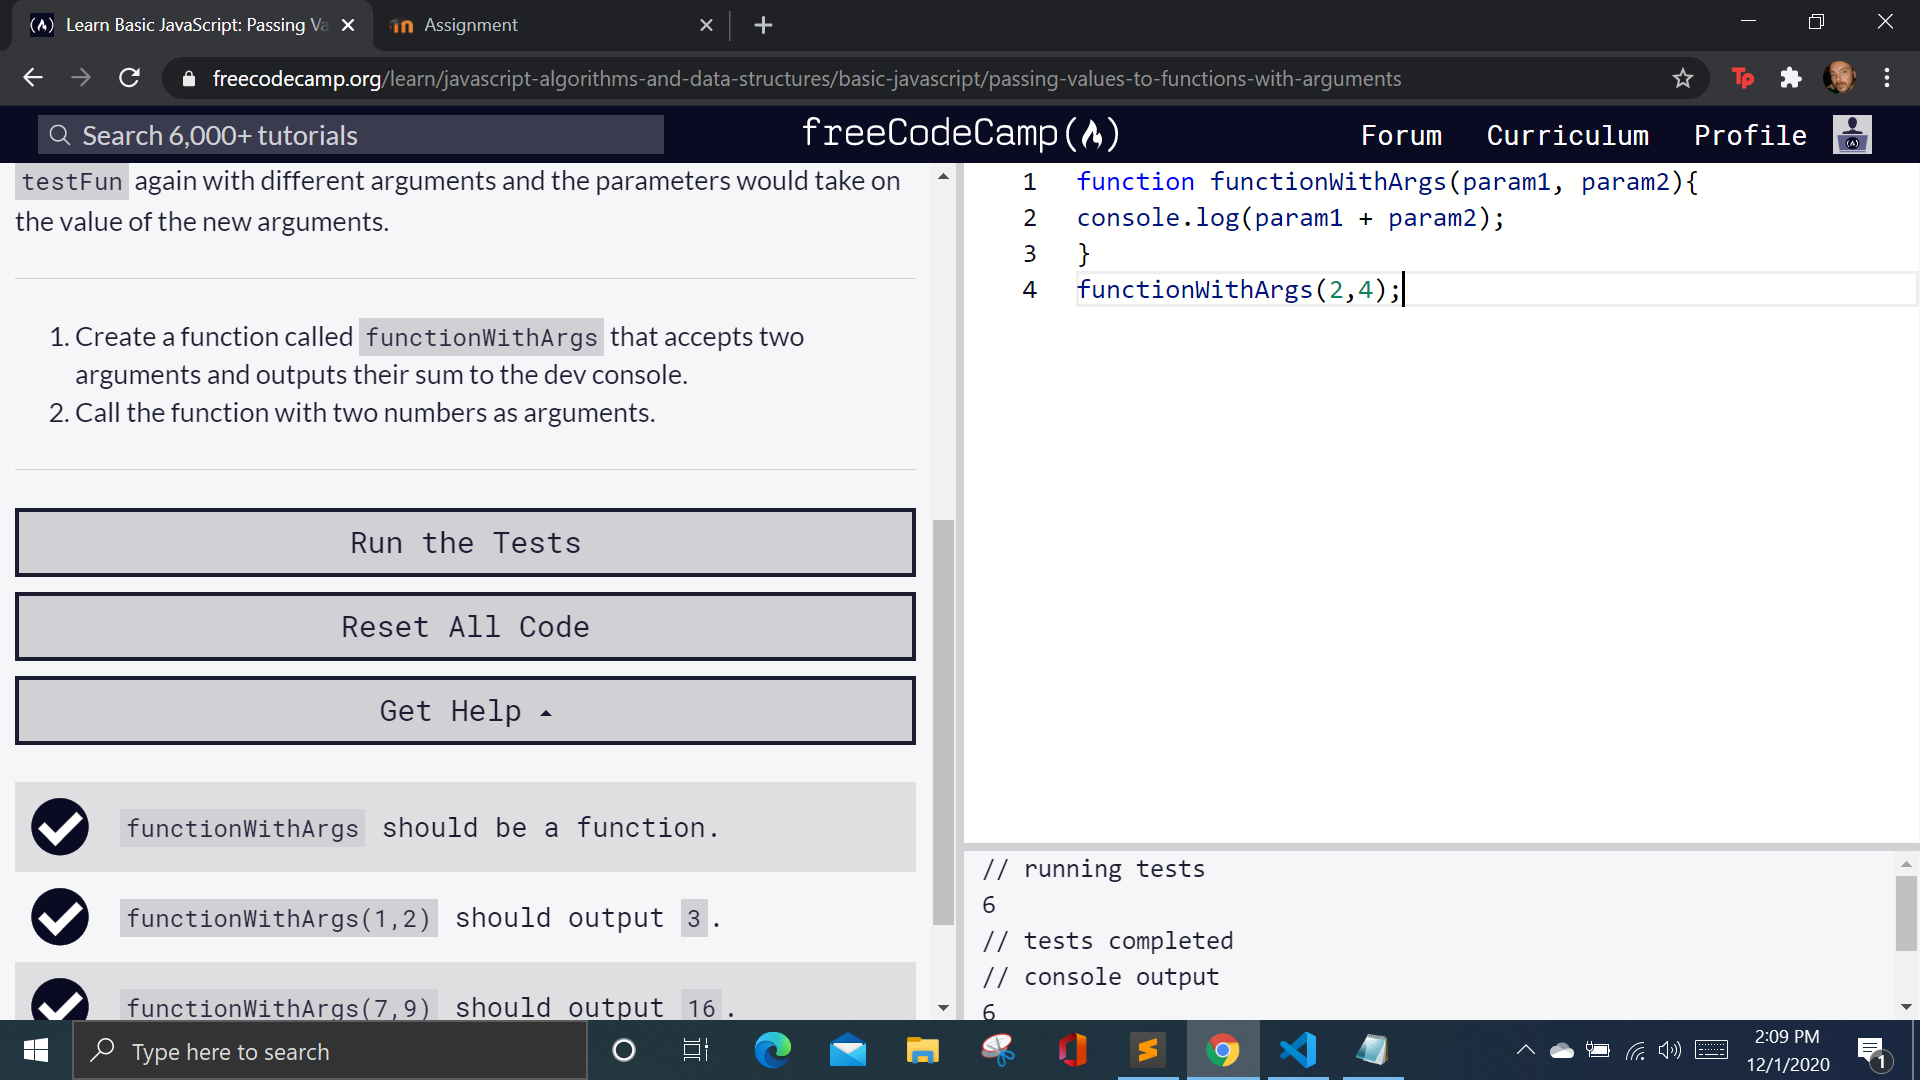 Learn Basic JavaScript: Passing Va
Assignment
freecodecamp.org/learn/javascript-algorithms-and-data-structures/basic-javascript/passing-values-to-functions-with-arguments
Tp
Search 6,000+ tutorials
freeCodeCamp(🔥)
Forum
Curriculum
Profile
testFun again with different arguments and the parameters would take on
the value of the new arguments.
1. Create a function called functionWithArgs that accepts two
arguments and outputs their sum to the dev console.
2. Call the function with two numbers as arguments.
Run the Tests
Reset All Code
Get Help
functionWithArgs should be a function.
functionWithArgs(1,2) should output 3.
functionWithArgs(7,9) should output 16.
1 function functionWithArgs(param1, param2){
2 console.log(param1 + param2);
3 }
4 functionWithArgs(2,4);
// running tests
6
// tests completed
// console output
6
Type here to search
2:09 PM
12/1/2020
1